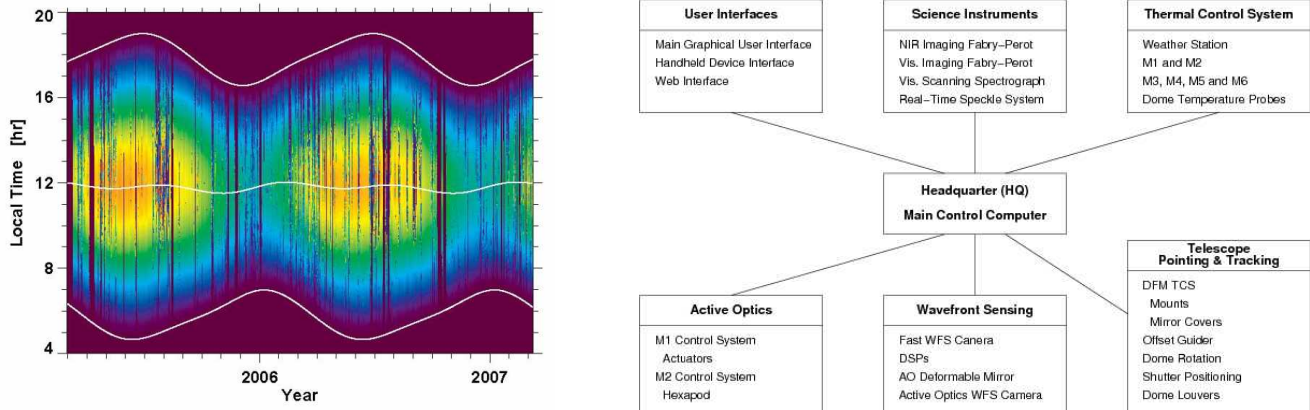 20
16
12
8
4
Local Time [hr]
2006
2007
Year
User Interfaces
Main Graphical User Interface
Handheld Device Interface
Web Interface
Science Instruments
NIR Imaging Fabry-Perot
Vis. Imaging Fabry-Perot
Vis. Scanning Spectrograph
Real-Time Speckle System
Thermal Control System
Weather Station
M1 and M2
M3, M4, M5 and M6
Dome Temperature Probes
Headquarter (HQ)
Main Control Computer
Active Optics
M1 Control System
Actuators
M2 Control System
Hexapod
Wavefront Sensing
Fast WFS Camera
DSPs
AO Deformable Mirror
Active Optics WFS Camera
Telescope
Pointing & Tracking
DFM TCS
Mounts
Mirror Covers
Offset Guider
Dome Rotation
Shutter Positioning
Dome Louvers